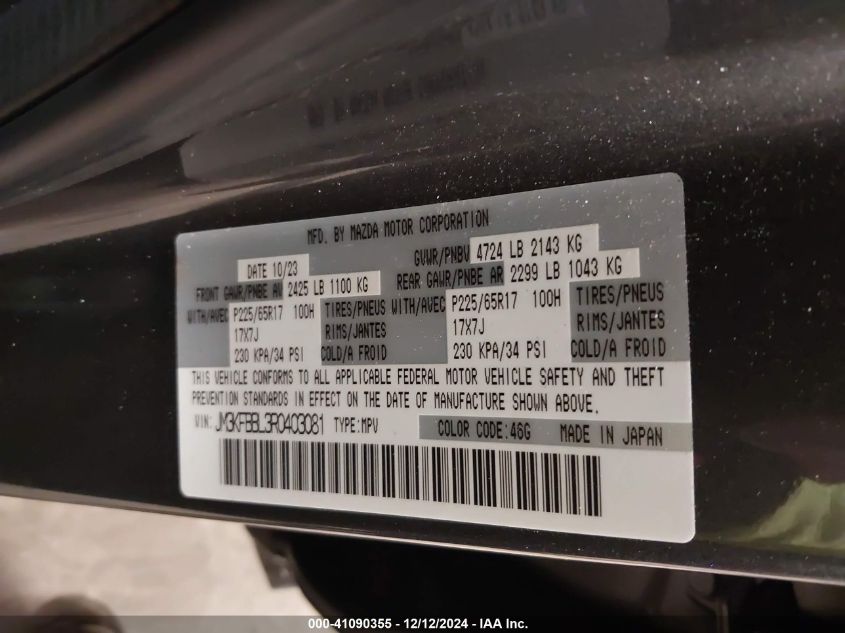 MFD. BY MAZDA MOTOR CORPORATION
DATE 10/23 GVWR/PNBV 4724 LB 2143 KG
FRONT GAWR/PNBE AV 2425 LB 1100 KG REAR GAWR/PNBE AR 2299 LB 1043 KG
WITH/AVEC P225/65R17 100H TIRES/PNEUS WITH/AVEC P225/65R17 100H TIRES/PNEUS
17X7J RIMS/JANTES 17X7J RIMS/JANTES
230 KPA/34 PSI COLD/A FROID 230 KPA/34 PSI COLD/A FROID
THIS VEHICLE CONFORMS TO ALL APPLICABLE FEDERAL MOTOR VEHICLE SAFETY AND THEFT
PREVENTION STANDARDS IN EFFECT ON THE DATE OF MANUFACTURE SHOWN ABOVE.
VIN: JM3KFBBL3R0403081 TYPE:MPV COLOR CODE:46G MADE IN JAPAN
000-41090355 - 12/12/2024 - IAA Inc.